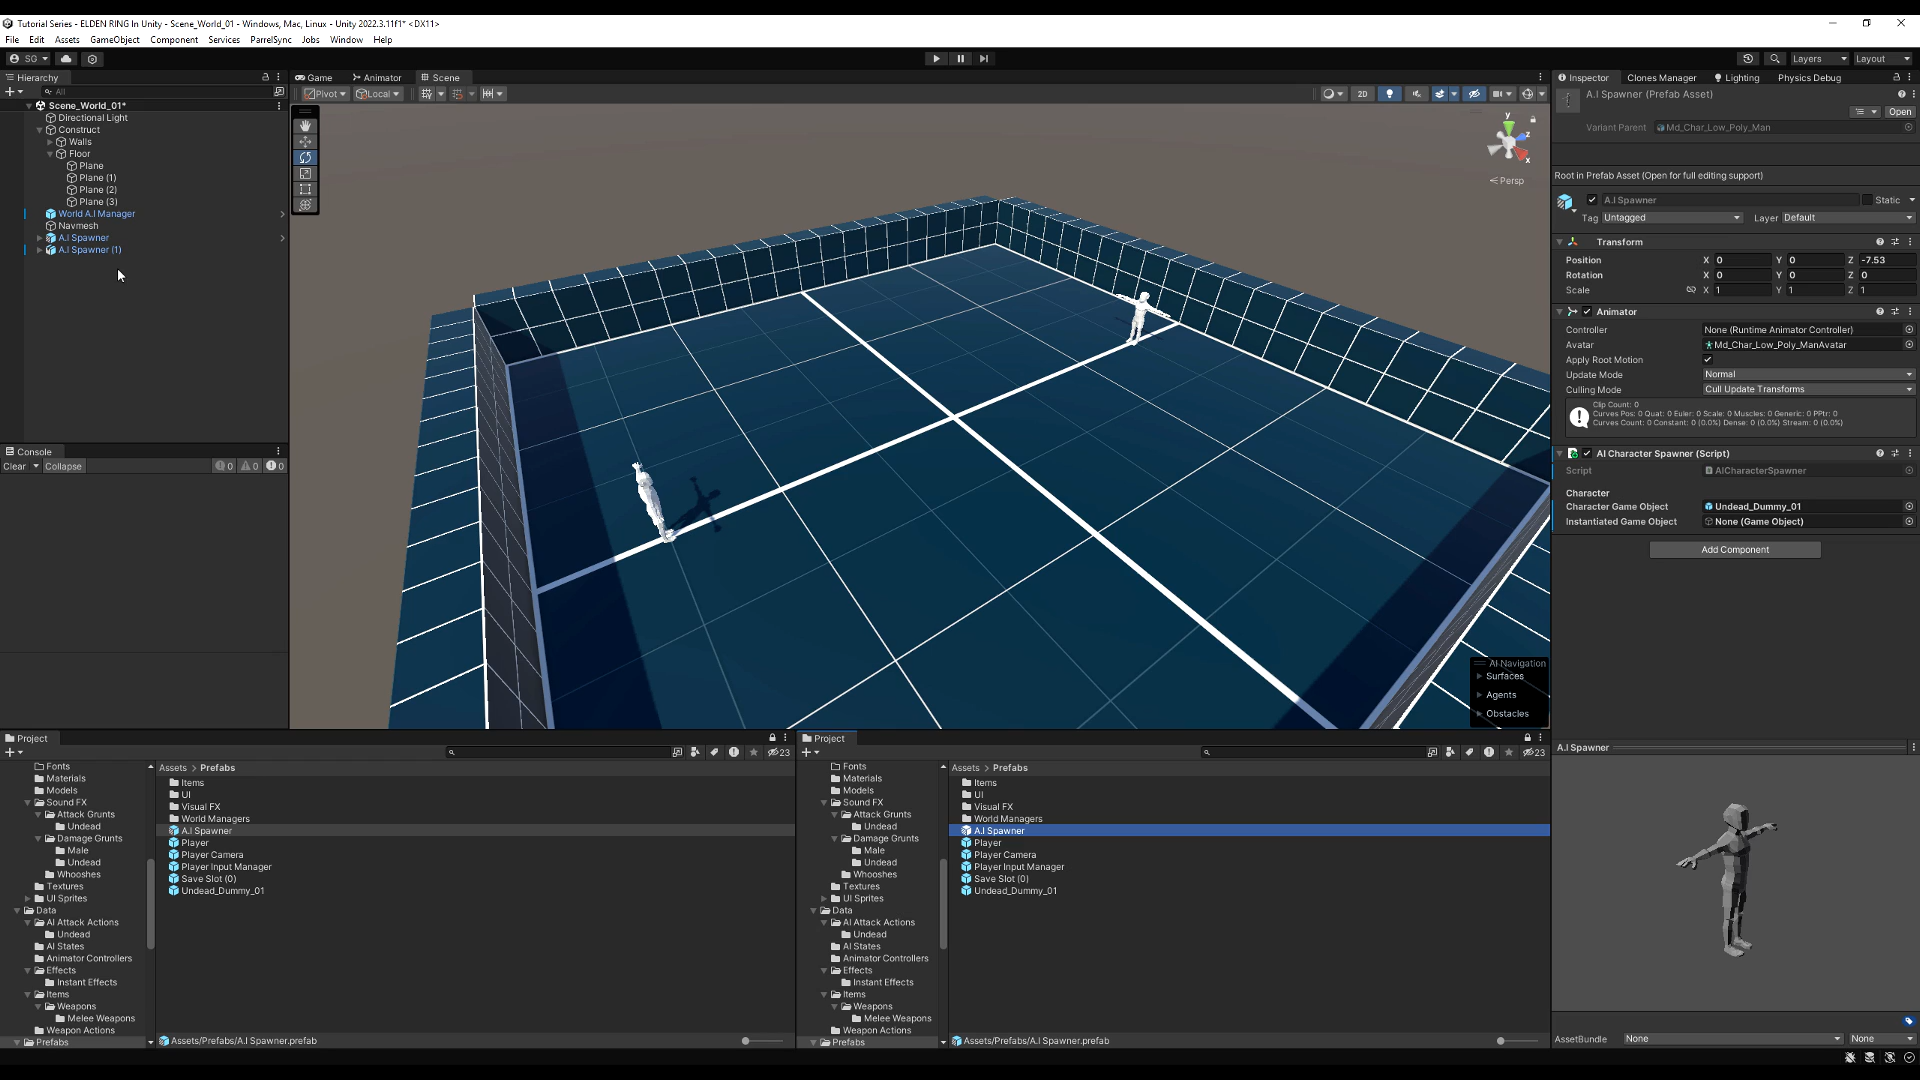 Tutorial Series - ELDEN RING In Unity - Scene_World_01 - Windows, Mac, Linux - Unity 2022.3.11f1* <DX11>
File Edit Assets GameObject Component Services ParrelSync Jobs Window Help
SG
Layers Layout
Hierarchy
All
Scene_World_01*
Directional Light
Construct
Walls
Floor
Plane
Plane (1)
Plane (2)
Plane (3)
World A.I Manager
Navmesh
A.I Spawner
A.I Spawner (1)
Console
Clear Collapse 0 0 0
Game Animator Scene
Pivot Local
2D
y
z
x
Persp
AI Navigation
Surfaces
Agents
Obstacles
Inspector Clones Manager Lighting Physics Debug
A.I Spawner (Prefab Asset)
Open
Variant Parent Md_Char_Low_Poly_Man
Root in Prefab Asset (Open for full editing support)
A.I Spawner Static
Tag Untagged Layer Default
Transform
Position X 0 Y 0 Z -7.53
Rotation X 0 Y 0 Z 0
Scale X 1 Y 1 Z 1
Animator
Controller None (Runtime Animator Controller)
Avatar Md_Char_Low_Poly_ManAvatar
Apply Root Motion
Update Mode Normal
Culling Mode Cull Update Transforms
Clip Count: 0
Curves Pos: 0 Quat: 0 Euler: 0 Scale: 0 Muscles: 0 Generic: 0 PPtr: 0
Curves Count: 0 Constant: 0 (0.0%) Dense: 0 (0.0%) Stream: 0 (0.0%)
AI Character Spawner (Script)
Script AICharacterSpawner
Character
Character Game Object Undead_Dummy_01
Instantiated Game Object None (Game Object)
Add Component
A.I Spawner
AssetBundle None None
Project
23
Fonts
Materials
Models
Sound FX
Attack Grunts
Undead
Damage Grunts
Male
Undead
Whooshes
Textures
UI Sprites
Data
AI Attack Actions
Undead
AI States
Animator Controllers
Effects
Instant Effects
Items
Weapons
Melee Weapons
Weapon Actions
Prefabs
Assets > Prefabs
Items
UI
Visual FX
World Managers
A.I Spawner
Player
Player Camera
Player Input Manager
Save Slot (0)
Undead_Dummy_01
Assets/Prefabs/A.I Spawner.prefab
Project
23
Fonts
Materials
Models
Sound FX
Attack Grunts
Undead
Damage Grunts
Male
Undead
Whooshes
Textures
UI Sprites
Data
AI Attack Actions
Undead
AI States
Animator Controllers
Effects
Instant Effects
Items
Weapons
Melee Weapons
Weapon Actions
Prefabs
Assets > Prefabs
Items
UI
Visual FX
World Managers
A.I Spawner
Player
Player Camera
Player Input Manager
Save Slot (0)
Undead_Dummy_01
Assets/Prefabs/A.I Spawner.prefab